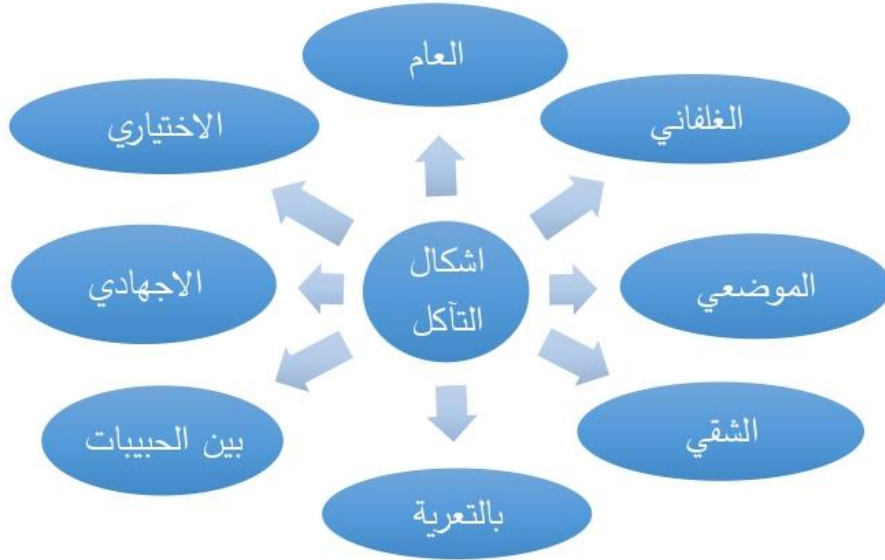 العام
الغلفاني
الاختياري
اشكال
التآكل
الموضعي
الاجهادي
الشقي
بين الحبيبات
بالتعرية